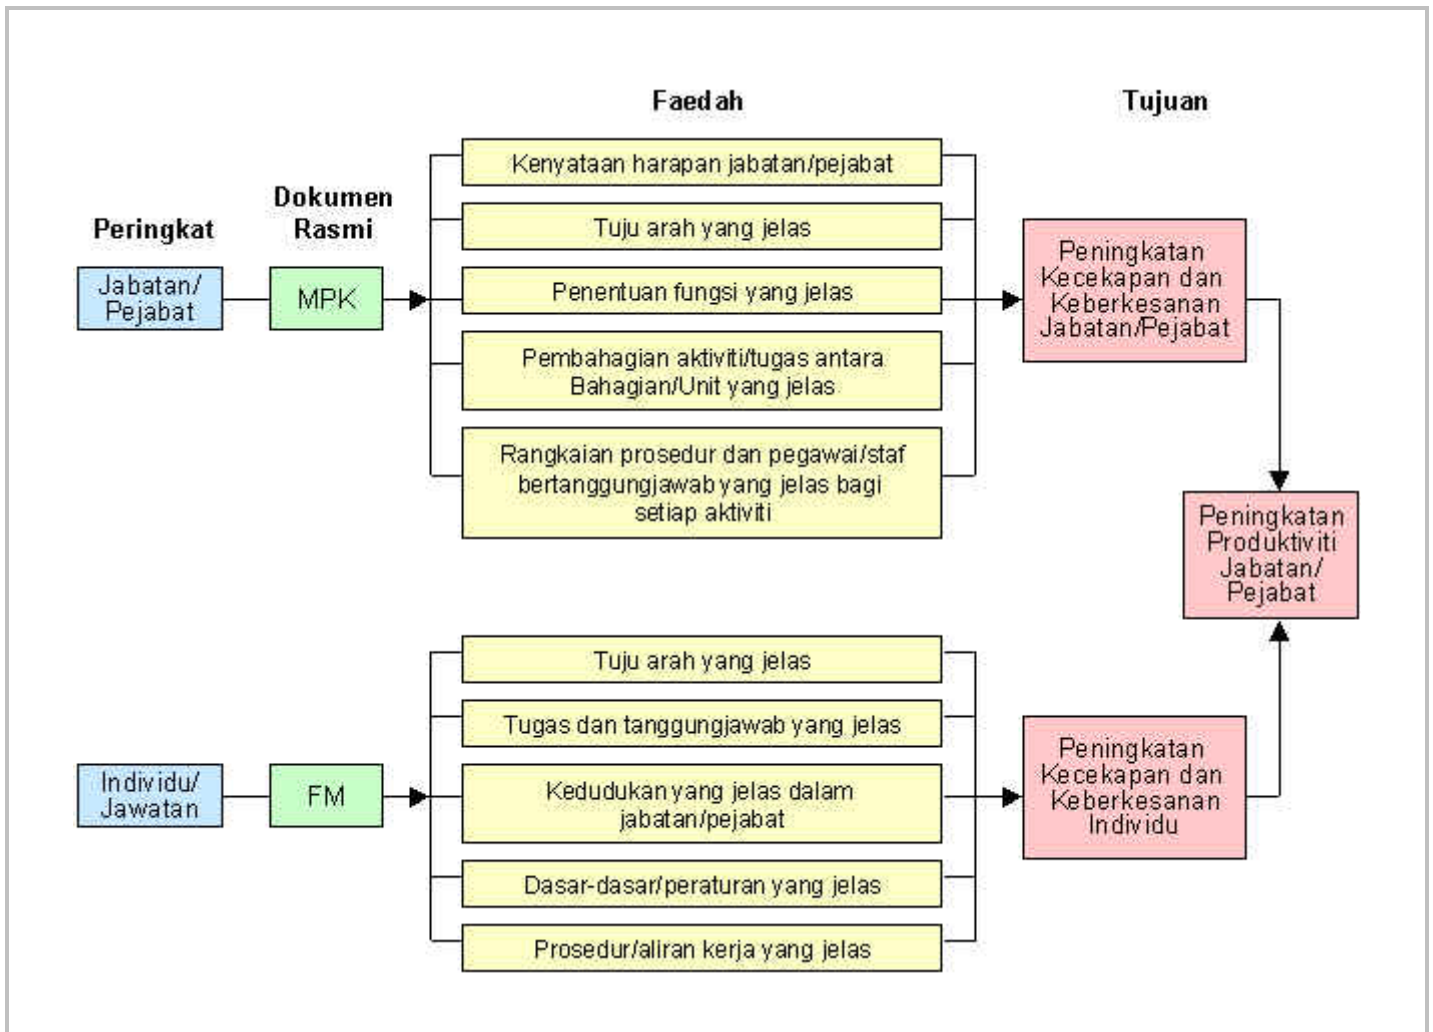 Faedah
Tujuan
Peringkat
Dokumen
Rasmi
Jabatan/
Pejabat
MPK
Kenyataan harapan jabatan/pejabat
Tuju arah yang jelas
Penentuan fungsi yang jelas
Pembahagian aktiviti/tugas antara
Bahagian/Unit yang jelas
Rangkaian prosedur dan pegawai/staf
bertanggungjawab yang jelas bagi
setiap aktiviti
Peningkatan
Kecekapan dan
Keberkesanan
Jabatan/Pejabat
Peningkatan
Produktiviti
Jabatan/
Pejabat
Individu/
Jawatan
FM
Tuju arah yang jelas
Tugas dan tanggungjawab yang jelas
Kedudukan yang jelas dalam
jabatan/pejabat
Dasar-dasar/peraturan yang jelas
Prosedur/aliran kerja yang jelas
Peningkatan
Kecekapan dan
Keberkesanan
Individu